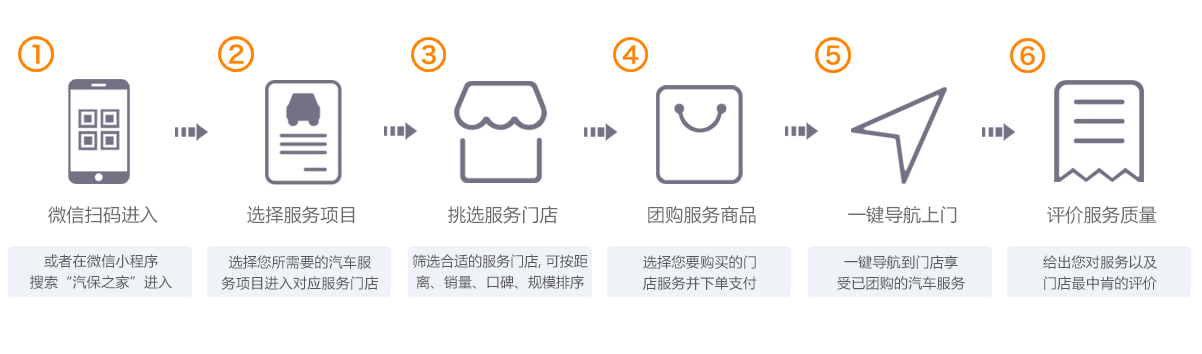 1
微信扫码进入
或者在微信小程序
搜索“汽保之家”进入
2
选择服务项目
选择您所需要的汽车服
务项目进入对应服务门店
3
挑选服务门店
筛选合适的服务门店, 可按距
离、销量、口碑、规模排序
4
团购服务商品
选择您要购买的门
店服务并下单支付
5
一键导航上门
一键导航到门店享
受已团购的汽车服务
6
评价服务质量
给出您对服务以及
门店最中肯的评价